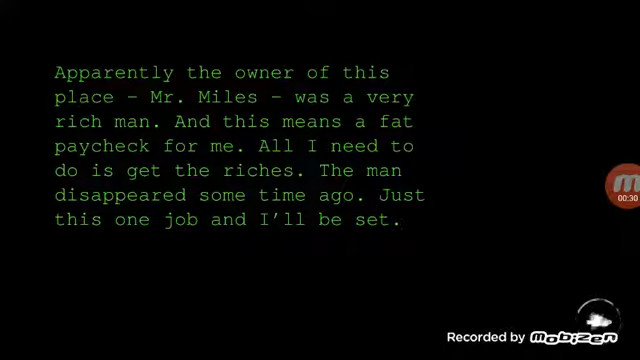 Apparently the owner of this
place – Mr. Miles – was a very
rich man. And this means a fat
paycheck for me. All I need to
do is get the riches. The man
disappeared some time ago. Just
this one job and I'll be set.
00:30
Recorded by mobizen